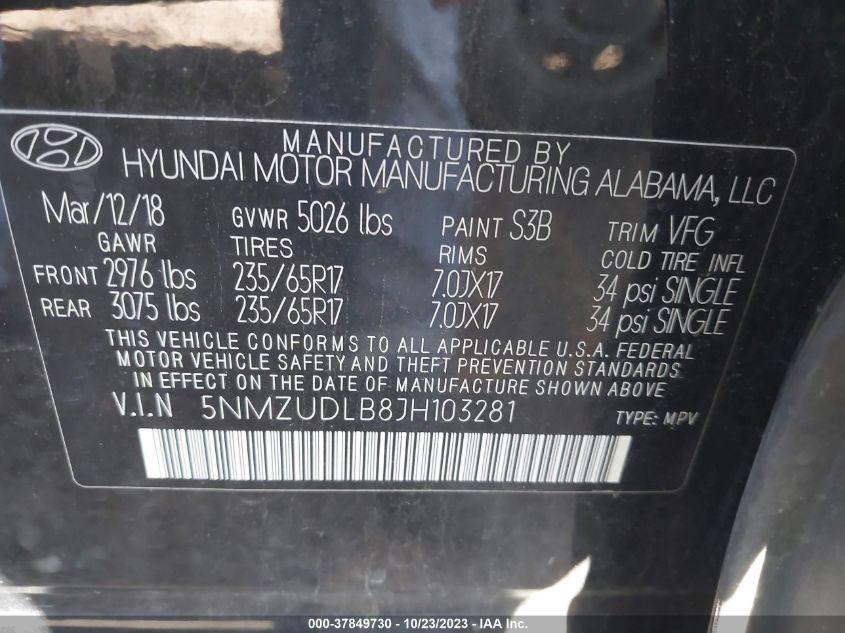 MANUFACTURED BY
HYUNDAI MOTOR MANUFACTURING ALABAMA, LLC
Mar/12/18 GVWR 5026 lbs PAINT S3B TRIM VFG
GAWR TIRES RIMS COLD TIRE INFL
FRONT 2976 lbs 235/65R17 7.0JX17 34 psi SINGLE
REAR 3075 lbs 235/65R17 7.0JX17 34 psi SINGLE
THIS VEHICLE CONFORMS TO ALL APPLICABLE U.S.A. FEDERAL
MOTOR VEHICLE SAFETY AND THEFT PREVENTION STANDARDS
IN EFFECT ON THE DATE OF MANUFACTURE SHOWN ABOVE
V.I.N 5NMZUDLB8JH103281 TYPE: MPV
000-37849730 - 10/23/2023 - IAA Inc.